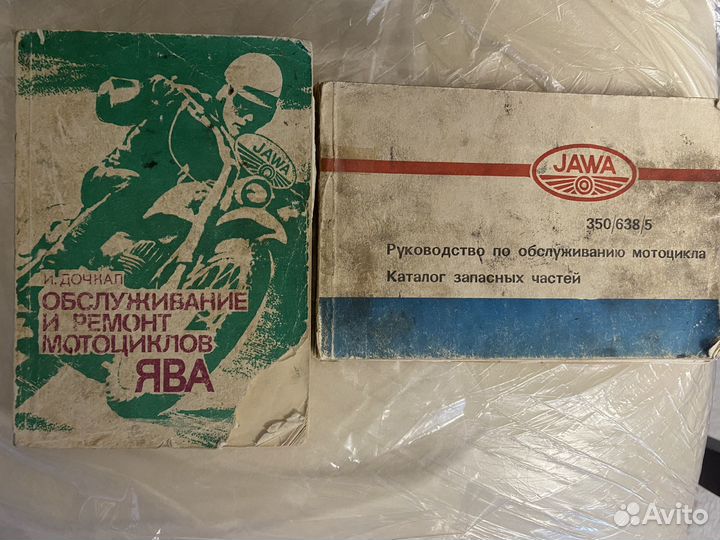 JAWA
И. ДОЧКАЛ
ОБСЛУЖИВАНИЕ
И РЕМОНТ
МОТОЦИКЛОВ
ЯВА
JAWA
350/638/5
Руководство по обслуживанию мотоцикла
Каталог запасных частей
Avito